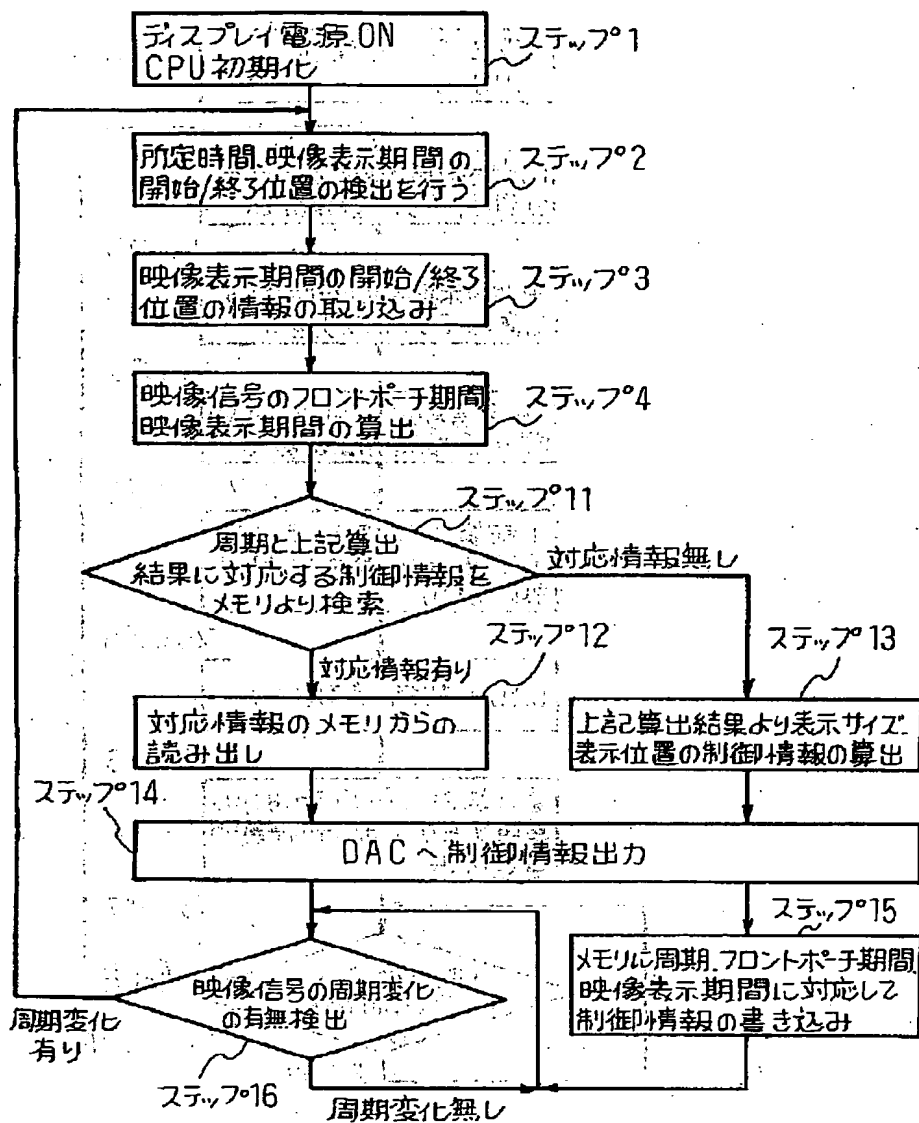 ディスプレイ電源ON
CPU初期化
ステップ1
所定時間、映像表示期間の
開始/終了位置の検出を行う
ステップ2
映像表示期間の開始/終了
位置の情報の取り込み
ステップ3
映像信号のフロントポーチ期間
映像表示期間の算出
ステップ4
ステップ11
周期と上記算出
結果に対応する制御情報を
メモリより検索
対応情報無し
対応情報有り
ステップ12
ステップ13
対応情報のメモリからの
読み出し
上記算出結果より表示サイズ、
表示位置の制御情報の算出
ステップ14
DACへ制御情報出力
ステップ15
メモリに周期、フロントポーチ期間
映像表示期間に対応して
制御情報の書き込み
映像信号の周期変化
の有無検出
周期変化
有り
ステップ16
周期変化無し